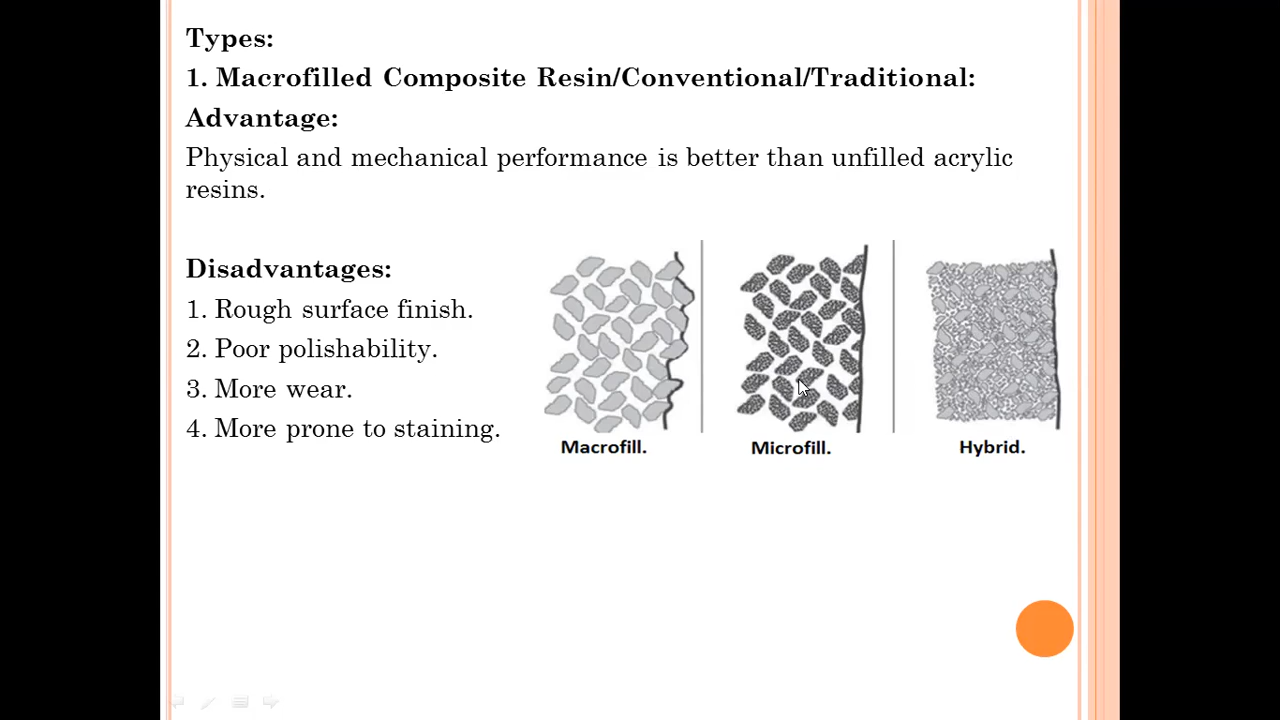 Types:
1. Macrofilled Composite Resin/Conventional/Traditional:
Advantage:
Physical and mechanical performance is better than unfilled acrylic
resins.
Disadvantages:
1. Rough surface finish.
2. Poor polishability.
3. More wear.
4. More prone to staining.
Macrofill.
Microfill.
Hybrid.